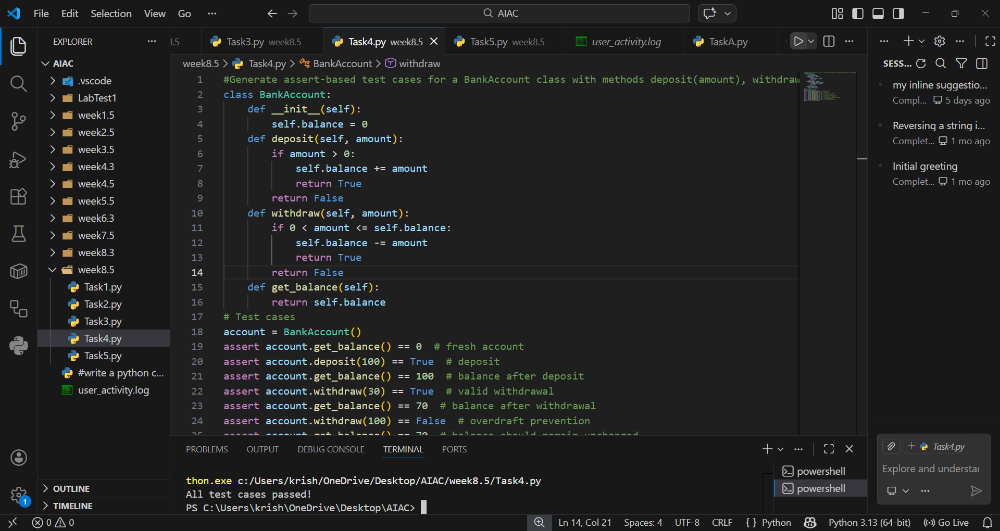 File Edit Selection View Go ··· AIAC
EXPLORER
AIAC
.vscode
LabTest1
week1.5
week2.5
week3.5
week4.3
week4.5
week5.5
week6.3
week7.5
week8.3
week8.5
Task1.py
Task2.py
Task3.py
Task4.py
Task5.py
#write a python c...
user_activity.log
OUTLINE
TIMELINE
3.5 Task3.py week8.5 Task4.py week8.5 Task5.py week8.5 user_activity.log TaskA.py
week8.5 > Task4.py > BankAccount > withdraw
1 #Generate assert-based test cases for a BankAccount class with methods deposit(amount), withdraw
2 class BankAccount:
3 def __init__(self):
4 self.balance = 0
5 def deposit(self, amount):
6 if amount > 0:
7 self.balance += amount
8 return True
9 return False
10 def withdraw(self, amount):
11 if 0 < amount <= self.balance:
12 self.balance -= amount
13 return True
14 return False
15 def get_balance(self):
16 return self.balance
17 # Test cases
18 account = BankAccount()
19 assert account.get_balance() == 0 # fresh account
20 assert account.deposit(100) == True # deposit
21 assert account.get_balance() == 100 # balance after deposit
22 assert account.withdraw(30) == True # valid withdrawal
23 assert account.get_balance() == 70 # balance after withdrawal
24 assert account.withdraw(100) == False # overdraft prevention
25 assert account.get_balance() == 70 # balance should remain unchanged
PROBLEMS OUTPUT DEBUG CONSOLE TERMINAL PORTS
thon.exe c:/Users/krish/OneDrive/Desktop/AIAC/week8.5/Task4.py
All test cases passed!
PS C:\Users\krish\OneDrive\Desktop\AIAC>
powershell
powershell
SESS...
my inline suggestio...
Compl... 5 days ago
Reversing a string i...
Complet... 1 mo ago
Initial greeting
Complet... 1 mo ago
Task4.py
Explore and understa
1
0 0 Ln 14, Col 21 Spaces: 4 UTF-8 CRLF { } Python Python 3.13 (64-bit) Go Live